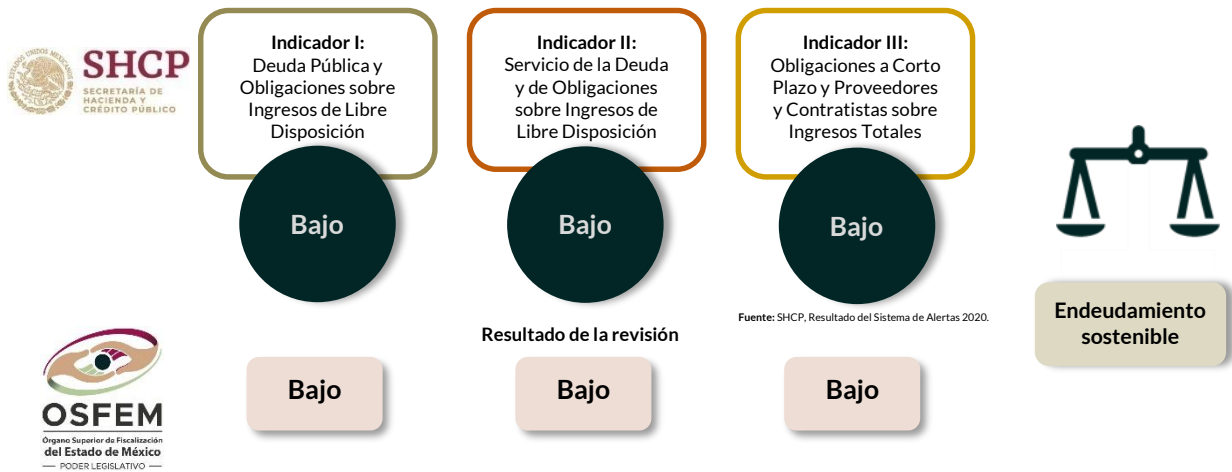 ESTADOS UNIDOS MEXICANOS
SHCP
SECRETARÍA DE
HACIENDA Y
CRÉDITO PÚBLICO
Indicador I:
Deuda Pública y
Obligaciones sobre
Ingresos de Libre
Disposición
Bajo
Indicador II:
Servicio de la Deuda
y de Obligaciones
sobre Ingresos de
Libre Disposición
Bajo
Indicador III:
Obligaciones a Corto
Plazo y Proveedores
y Contratistas sobre
Ingresos Totales
Bajo
Fuente: SHCP, Resultado del Sistema de Alertas 2020.
Endeudamiento
sostenible
Resultado de la revisión
OSFEM
Órgano Superior de Fiscalización
del Estado de México
PODER LEGISLATIVO
Bajo
Bajo
Bajo